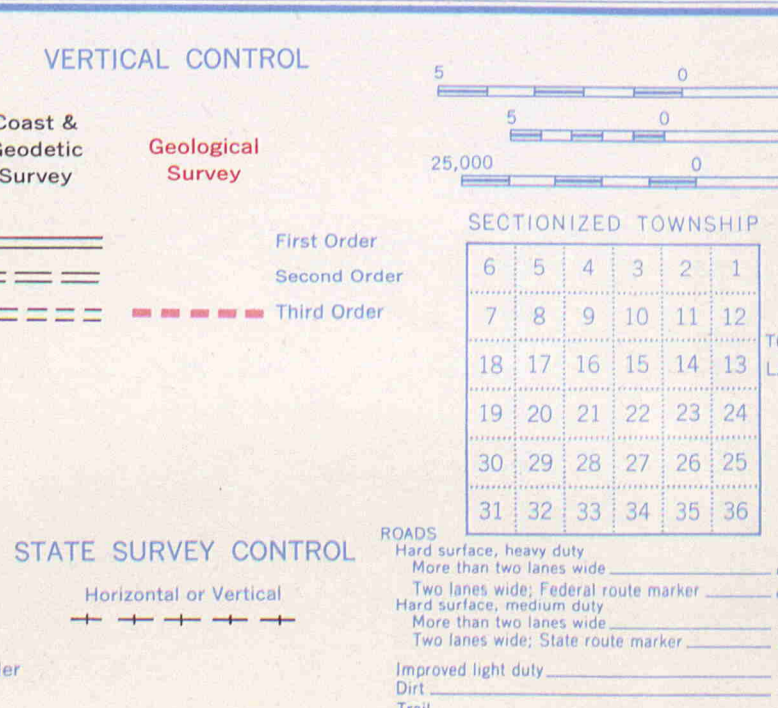 VERTICAL CONTROL
Coast &
Geodetic
Survey
Geological
Survey
First Order
Second Order
Third Order
STATE SURVEY CONTROL
Horizontal or Vertical
er
5 0
5 0
25,000 0
SECTIONIZED TOWNSHIP
6 5 4 3 2 1
7 8 9 10 11 12
18 17 16 15 14 13
19 20 21 22 23 24
30 29 28 27 26 25
31 32 33 34 35 36
ROADS
Hard surface, heavy duty
More than two lanes wide
Two lanes wide; Federal route marker
Hard surface, medium duty
More than two lanes wide
Two lanes wide; State route marker
Improved light duty
Dirt
Trail